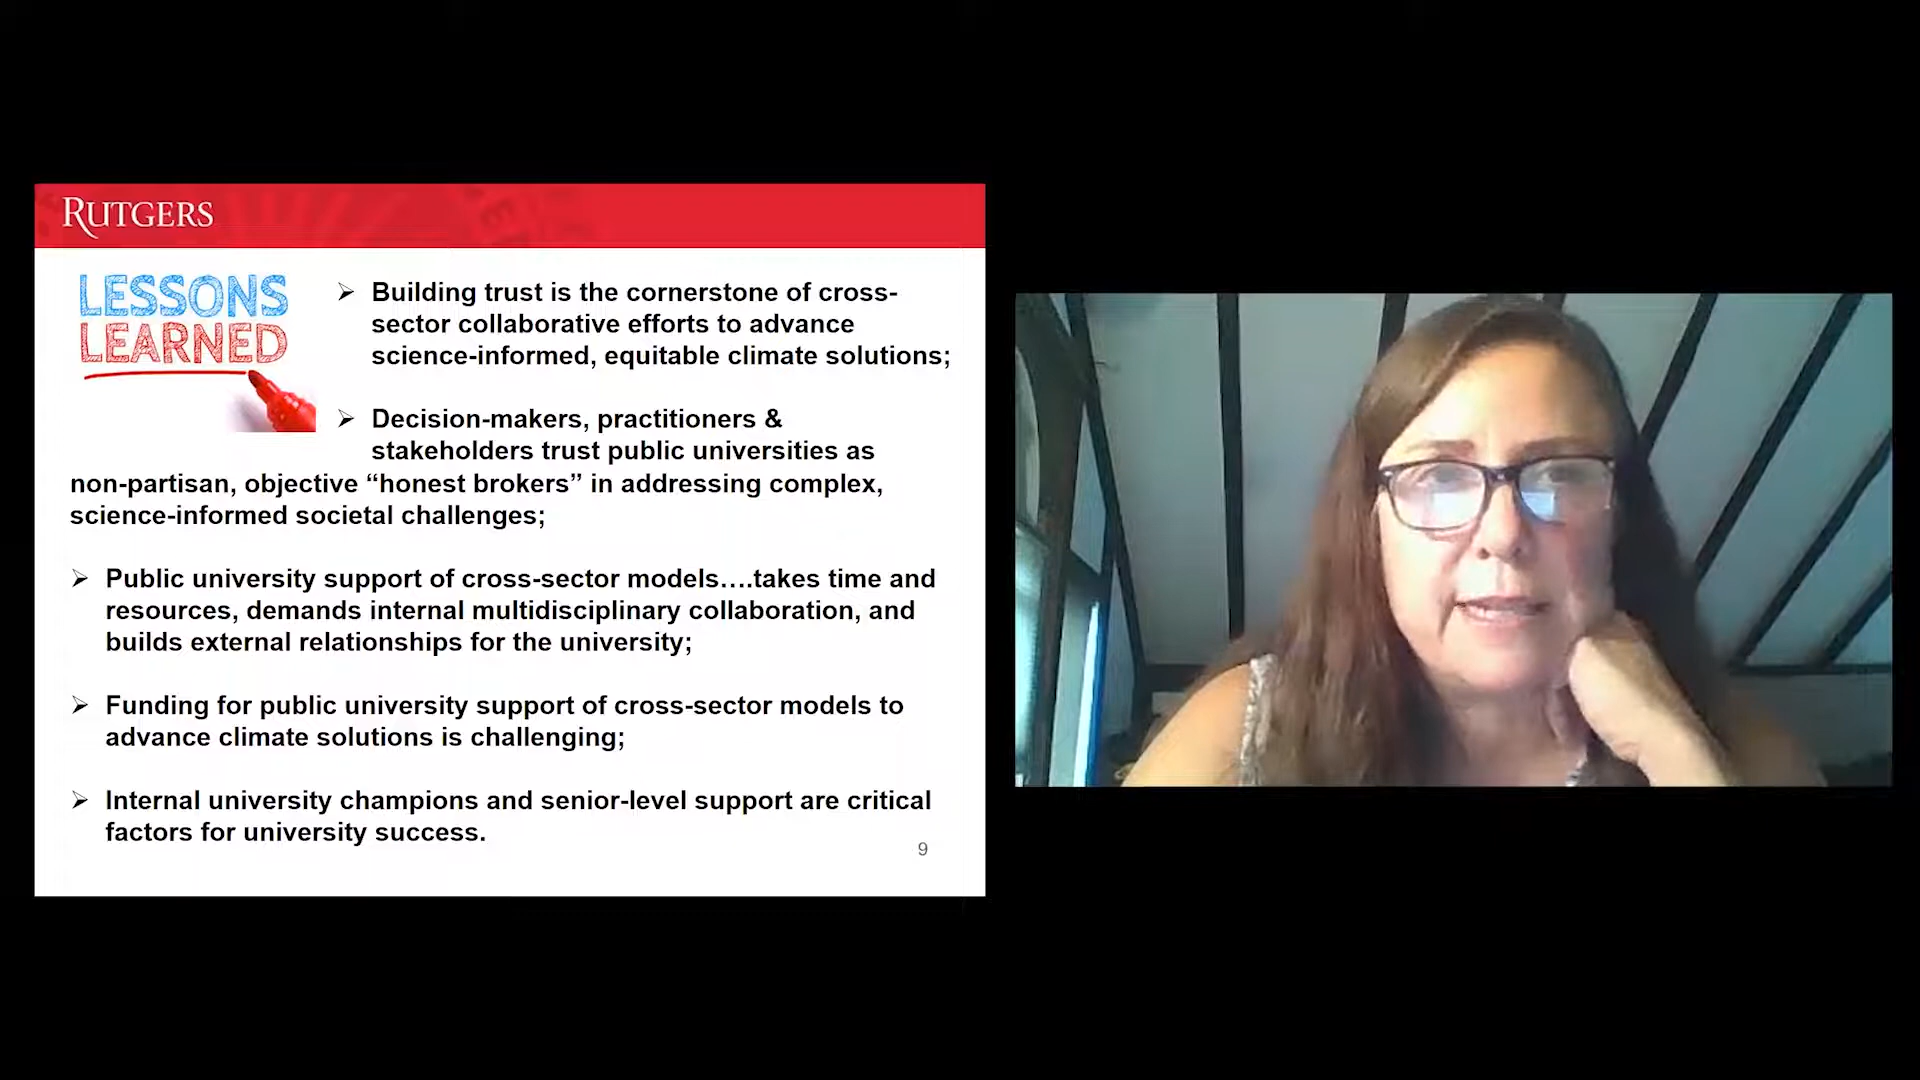 RUTGERS
LESSONS
LEARNED
➢ Building trust is the cornerstone of cross-
sector collaborative efforts to advance
science-informed, equitable climate solutions;
➢ Decision-makers, practitioners &
stakeholders trust public universities as
non-partisan, objective “honest brokers” in addressing complex,
science-informed societal challenges;
➢ Public university support of cross-sector models….takes time and
resources, demands internal multidisciplinary collaboration, and
builds external relationships for the university;
➢ Funding for public university support of cross-sector models to
advance climate solutions is challenging;
➢ Internal university champions and senior-level support are critical
factors for university success.
9